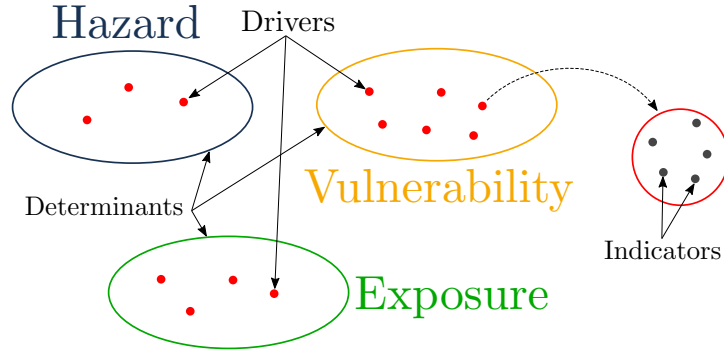 Hazard
Drivers
Vulnerability
Determinants
Indicators
Exposure